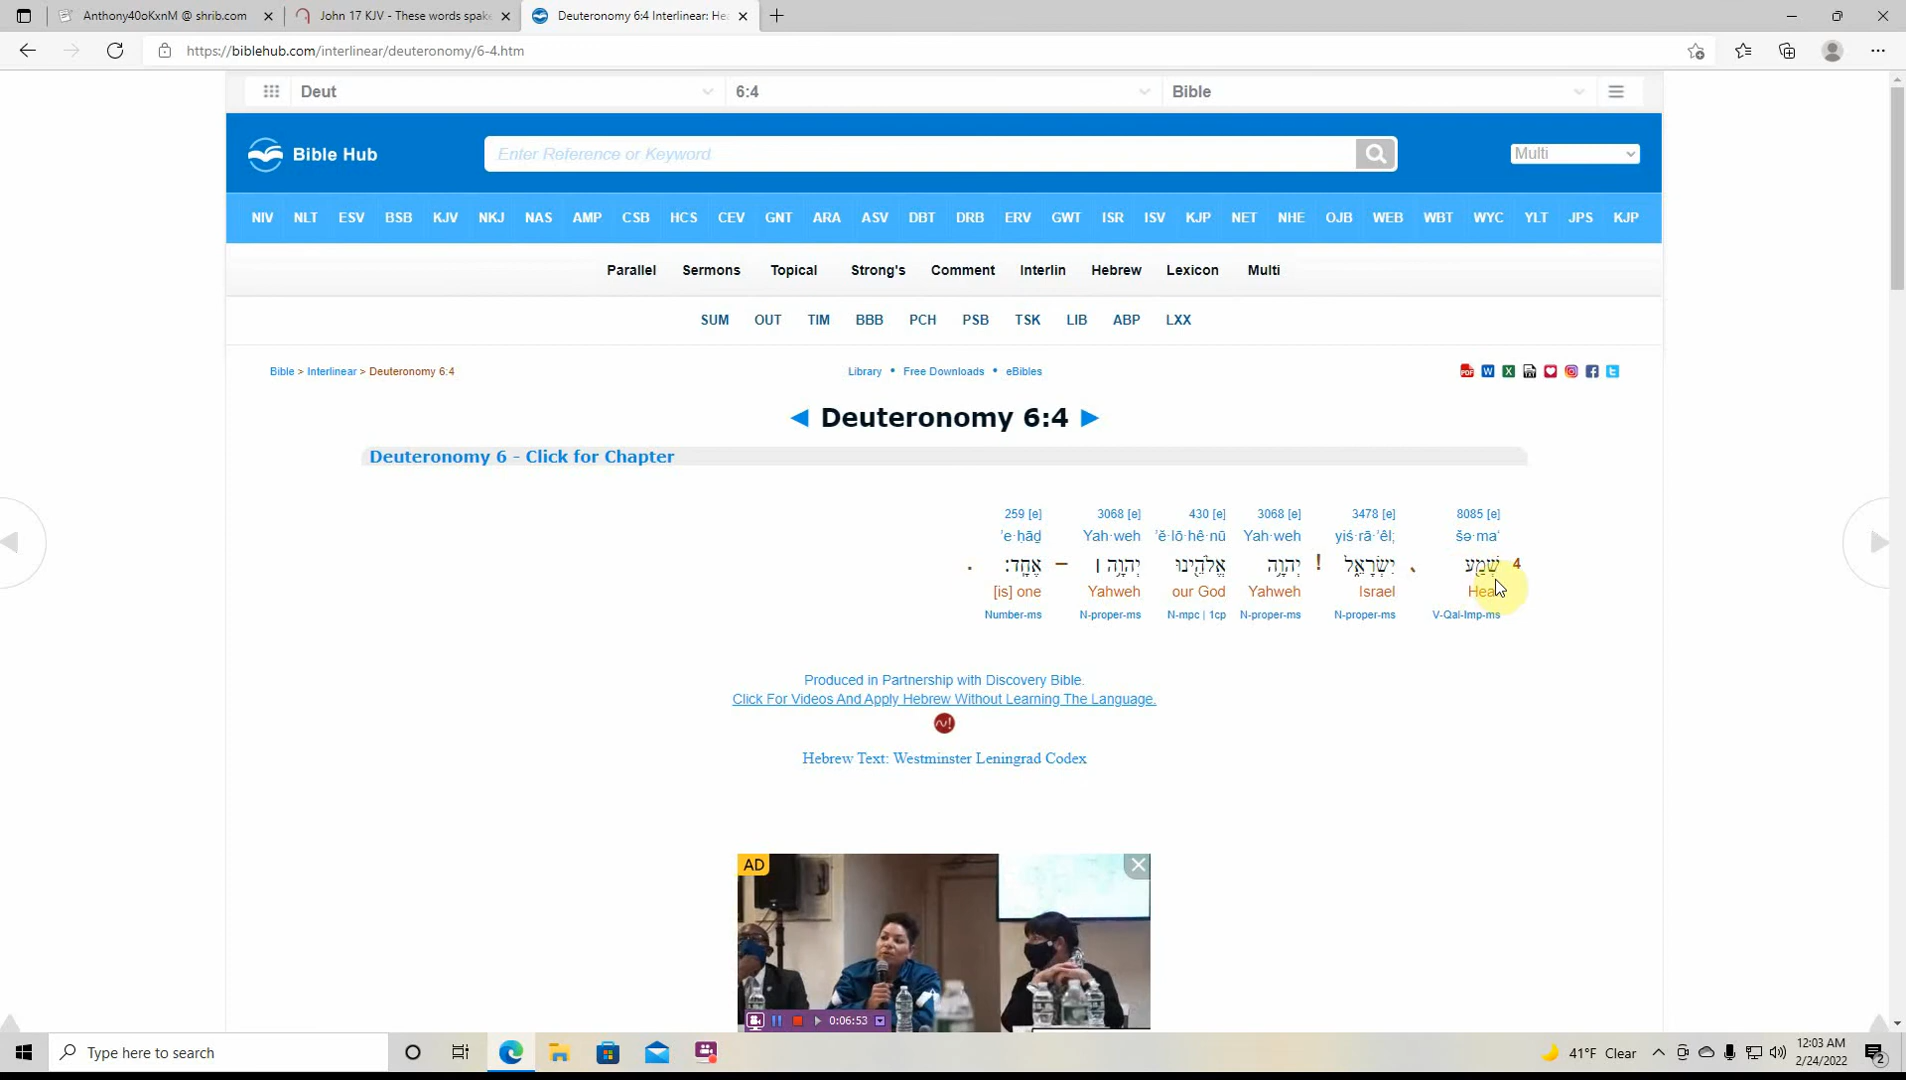 Anthony40oKxnM @ shrib.com
John 17 KJV - These words spake
Deuteronomy 6:4 Interlinear: He
https://biblehub.com/interlinear/deuteronomy/6-4.htm
Deut 6:4 Bible
Bible Hub Enter Reference or Keyword Multi
NIV NLT ESV BSB KJV NKJ NAS AMP CSB HCS CEV GNT ARA ASV DBT DRB ERV GWT ISR ISV KJP NET NHE OJB WEB WBT WYC YLT JPS KJP
Parallel Sermons Topical Strong's Comment Interlin Hebrew Lexicon Multi
SUM OUT TIM BBB PCH PSB TSK LIB ABP LXX
Bible > Interlinear > Deuteronomy 6:4 Library • Free Downloads • eBibles
◄ Deuteronomy 6:4 ►
Deuteronomy 6 - Click for Chapter
259 [e] 3068 [e] 430 [e] 3068 [e] 3478 [e] 8085 [e]
’e·ḥāḏ Yah·weh ’ĕ·lō·hê·nū Yah·weh yiś·rā·’êl; šə·ma‘
4 שְׁמַ֖ע 、 יִשְׂרָאֵ֑ל ! יְהוָ֥ה אֱלֹהֵ֖ינוּ יְהוָ֥ה ׀ – אֶחָֽד׃ .
[is] one Yahweh our God Yahweh Israel Hea
Number-ms N-proper-ms N-mpc | 1cp N-proper-ms N-proper-ms V-Qal-Imp-ms
Produced in Partnership with Discovery Bible.
Click For Videos And Apply Hebrew Without Learning The Language.
Hebrew Text: Westminster Leningrad Codex
AD
0:06:53
Type here to search
41°F Clear
12:03 AM
2/24/2022
2